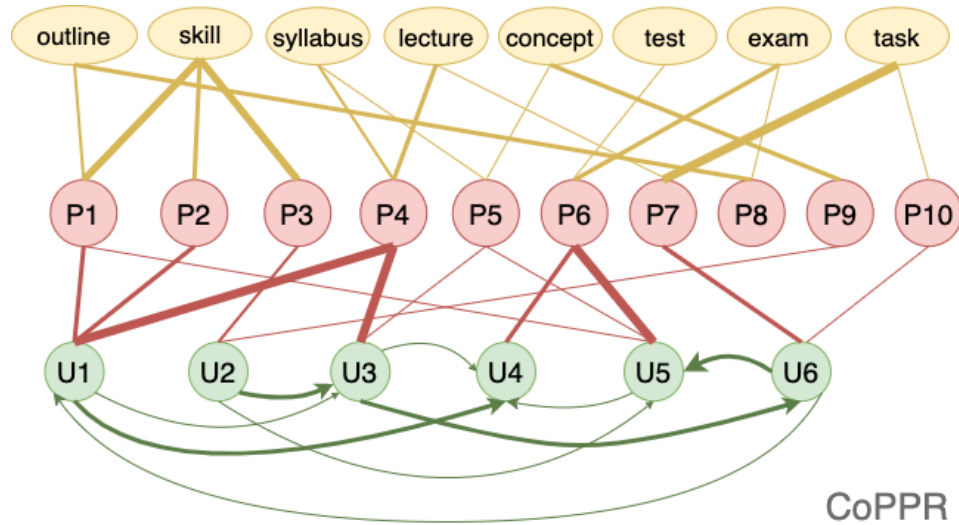 outline skill syllabus lecture concept test exam task
P1 P2 P3 P4 P5 P6 P7 P8 P9 P10
U1 U2 U3 U4 U5 U6
CoPPR